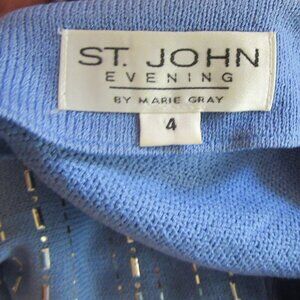 ST. JOHN
EVENING
BY MARIE GRAY
4